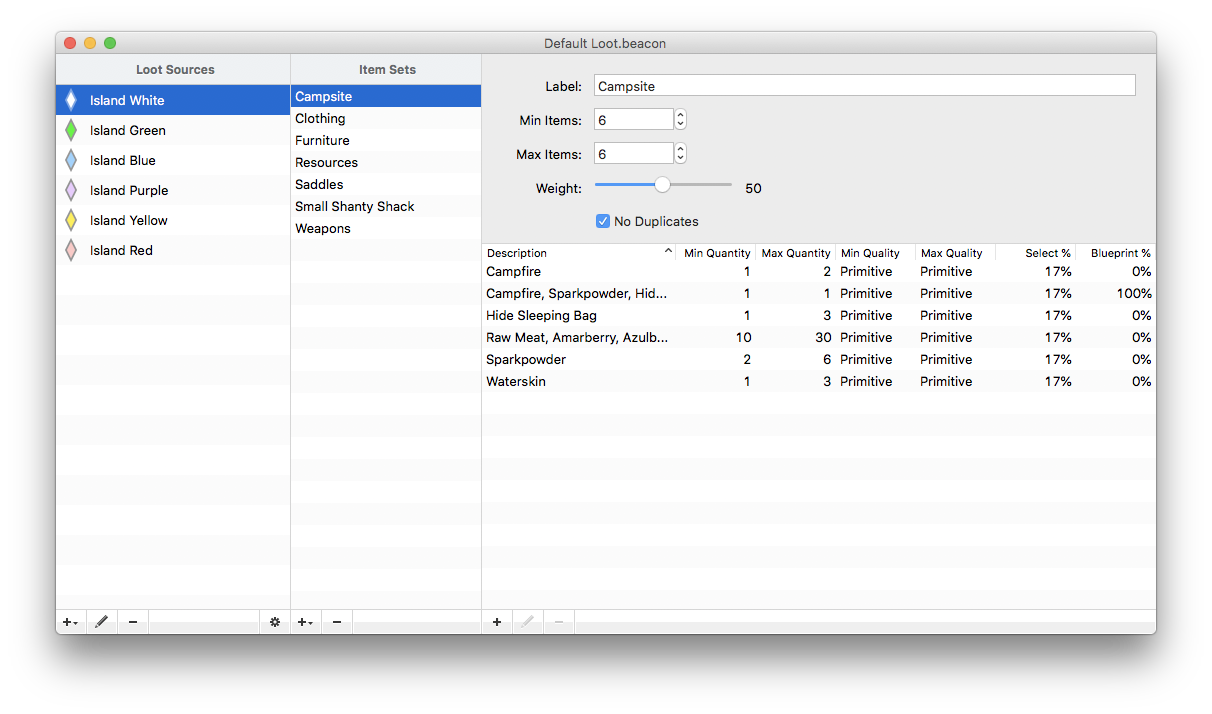 Default Loot.beacon
Loot Sources
Island White
Island Green
Island Blue
Island Purple
Island Yellow
Island Red
Item Sets
Campsite
Clothing
Furniture
Resources
Saddles
Small Shanty Shack
Weapons
Label: Campsite
Min Items: 6
Max Items: 6
Weight: 50
No Duplicates
Description Min Quantity Max Quantity Min Quality Max Quality Select % Blueprint %
Campfire 1 2 Primitive Primitive 17% 0%
Campfire, Sparkpowder, Hid... 1 1 Primitive Primitive 17% 100%
Hide Sleeping Bag 1 3 Primitive Primitive 17% 0%
Raw Meat, Amarberry, Azulb... 10 30 Primitive Primitive 17% 0%
Sparkpowder 2 6 Primitive Primitive 17% 0%
Waterskin 1 3 Primitive Primitive 17% 0%